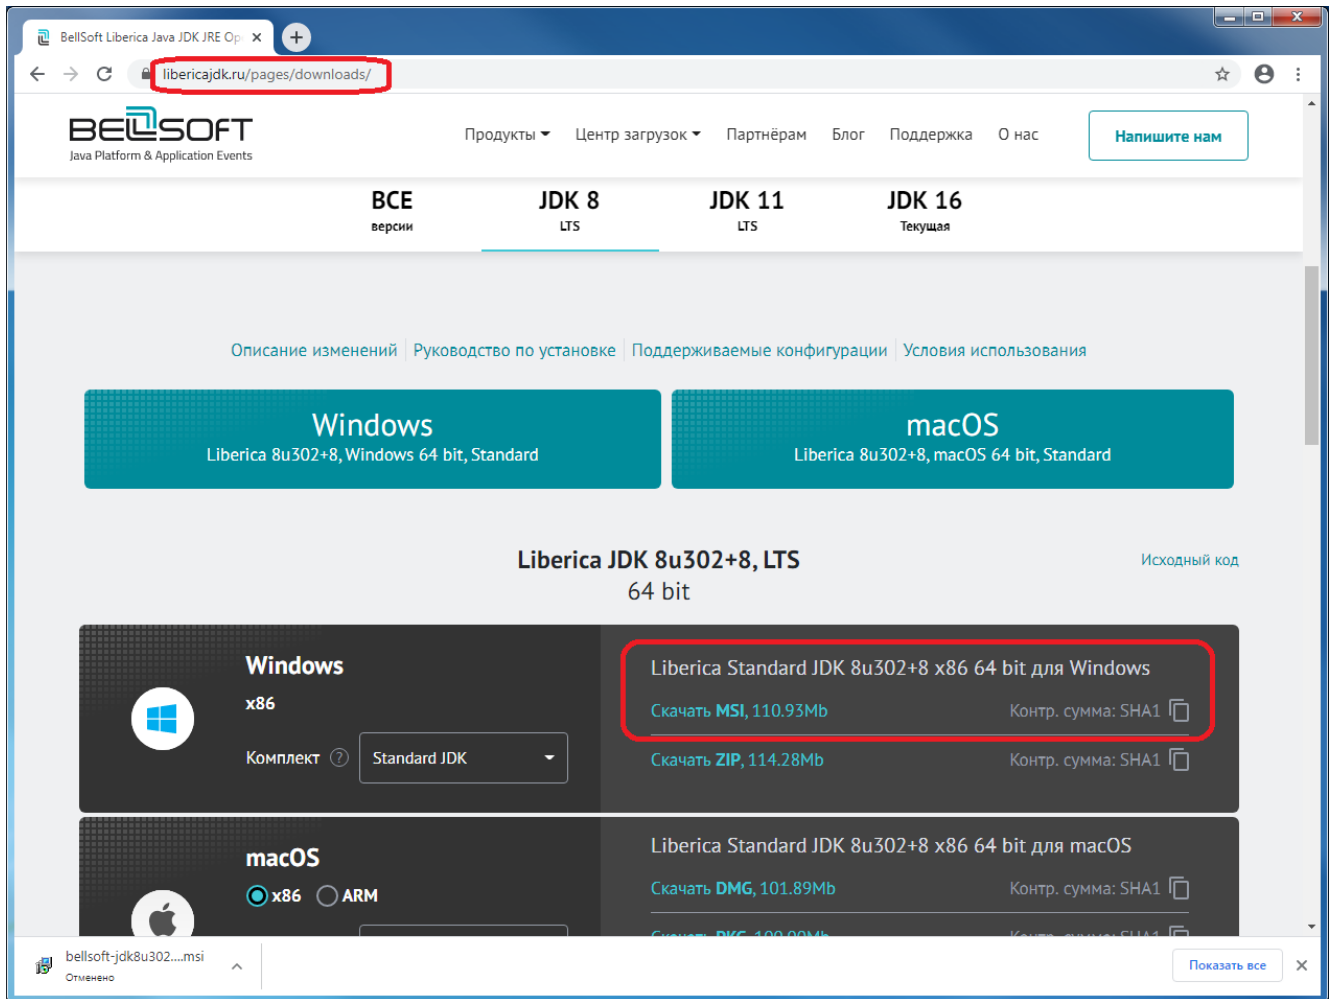 BellSoft Liberica Java JDK JRE Op
libericajdk.ru/pages/downloads/
BELLSOFT
Java Platform & Application Events
Продукты
Центр загрузок
Партнёрам
Блог
Поддержка
О нас
Напишите нам
ВСЕ
версии
JDK 8
LTS
JDK 11
LTS
JDK 16
Текущая
Описание изменений
Руководство по установке
Поддерживаемые конфигурации
Условия использования
Windows
Liberica 8u302+8, Windows 64 bit, Standard
macOS
Liberica 8u302+8, macOS 64 bit, Standard
Liberica JDK 8u302+8, LTS
64 bit
Исходный код
Windows
x86
Комплект ? Standard JDK
Liberica Standard JDK 8u302+8 x86 64 bit для Windows
Скачать MSI, 110.93Mb Контр. сумма: SHA1
Скачать ZIP, 114.28Mb Контр. сумма: SHA1
macOS
x86 ARM
Liberica Standard JDK 8u302+8 x86 64 bit для macOS
Скачать DMG, 101.89Mb Контр. сумма: SHA1
bellsoft-jdk8u302....msi
Отменено
Показать все